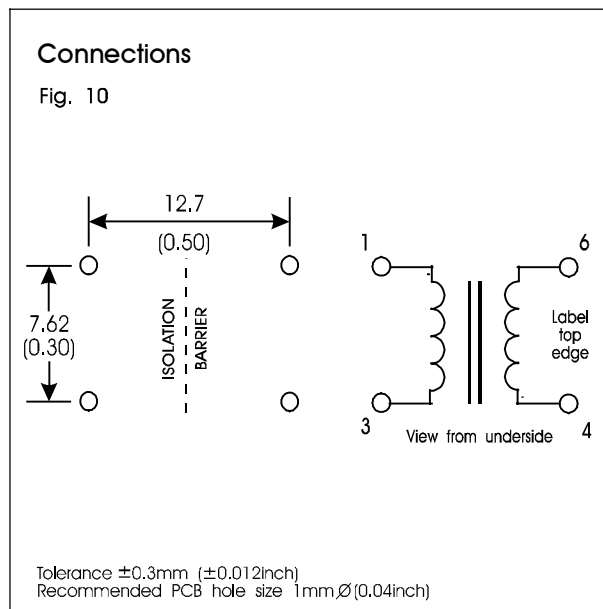 Connections
Fig. 10
12.7
(0.50)
7.62
(0.30)
ISOLATION
BARRIER
1
6
Label
top
edge
3
4
View from underside
Tolerance ±0.3mm (±0.012inch)
Recommended PCB hole size 1mm Ø (0.04inch)